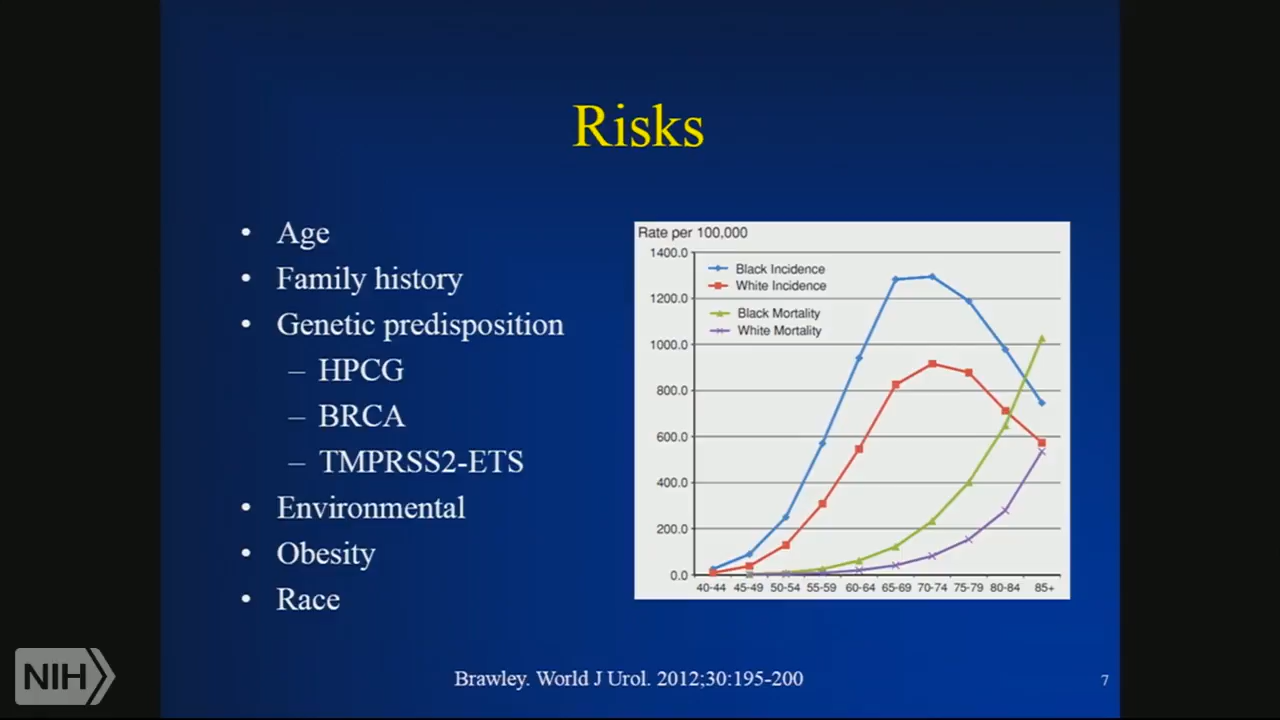 Risks
• Age
• Family history
• Genetic predisposition
– HPCG
– BRCA
– TMPRSS2-ETS
• Environmental
• Obesity
• Race
Rate per 100,000
1400.0
1200.0
1000.0
800.0
600.0
400.0
200.0
0.0
Black Incidence
White Incidence
Black Mortality
White Mortality
40-44 45-49 50-54 55-59 60-64 65-69 70-74 75-79 80-84 85+
Brawley. World J Urol. 2012;30:195-200
7
NIH